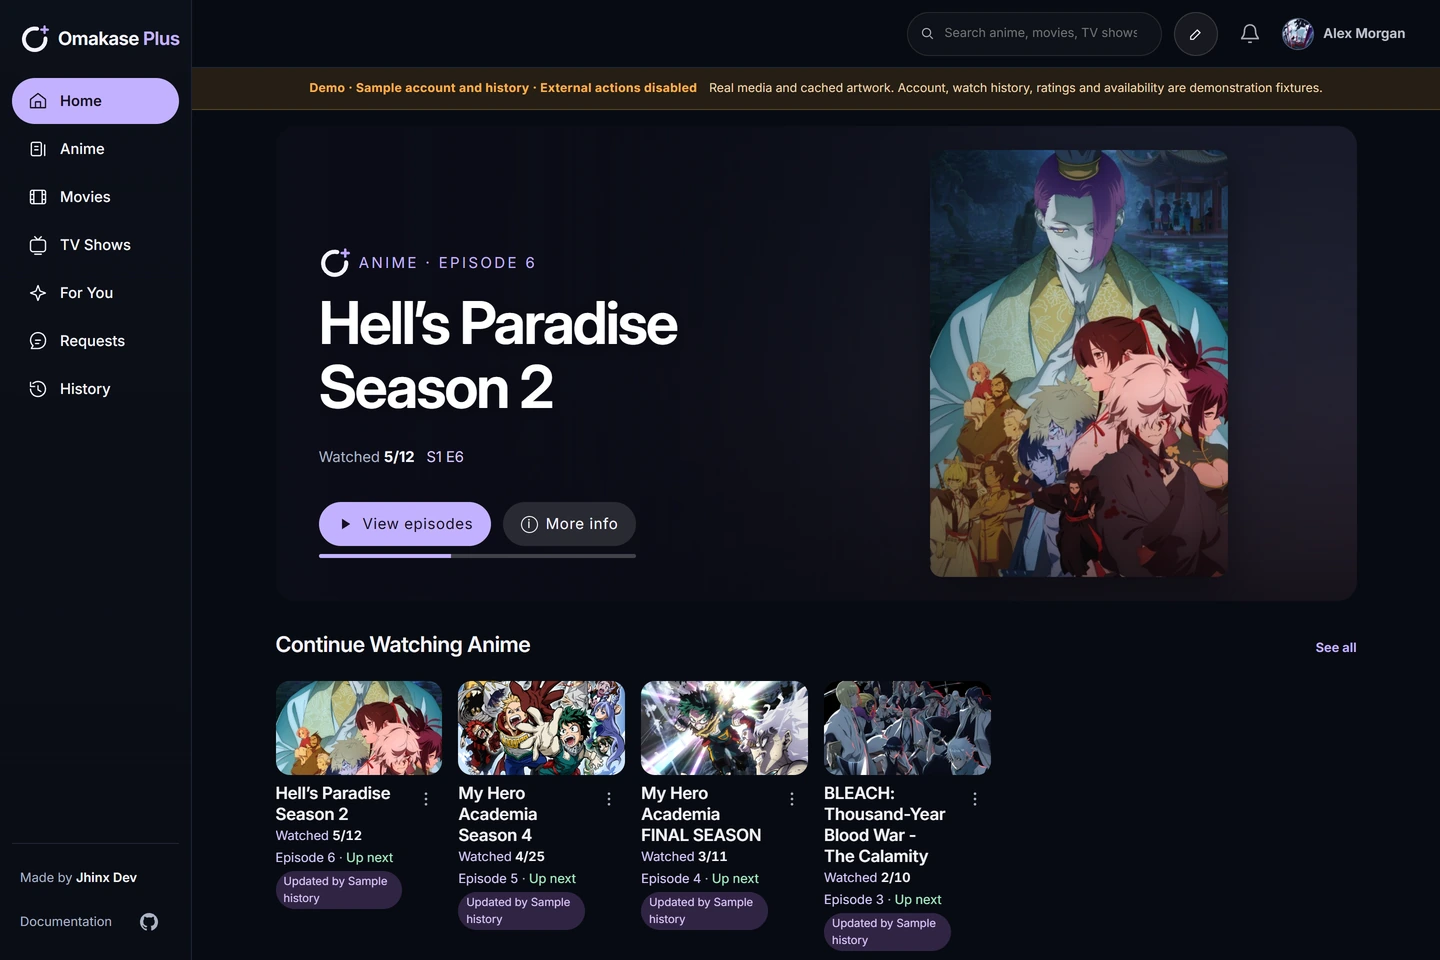 Omakase Plus
Search anime, movies, TV shows
Alex Morgan
Home
Anime
Movies
TV Shows
For You
Requests
History
Made by Jhinx Dev
Documentation
Demo · Sample account and history · External actions disabled Real media and cached artwork. Account, watch history, ratings and availability are demonstration fixtures.
ANIME · EPISODE 6
Hell’s Paradise
Season 2
Watched 5/12 S1 E6
View episodes
More info
Continue Watching Anime
See all
Hell’s Paradise
Season 2
Watched 5/12
Episode 6 · Up next
Updated by Sample
history
My Hero
Academia
Season 4
Watched 4/25
Episode 5 · Up next
Updated by Sample
history
My Hero
Academia
FINAL SEASON
Watched 3/11
Episode 4 · Up next
Updated by Sample
history
BLEACH:
Thousand-Year
Blood War -
The Calamity
Watched 2/10
Episode 3 · Up next
Updated by Sample
history